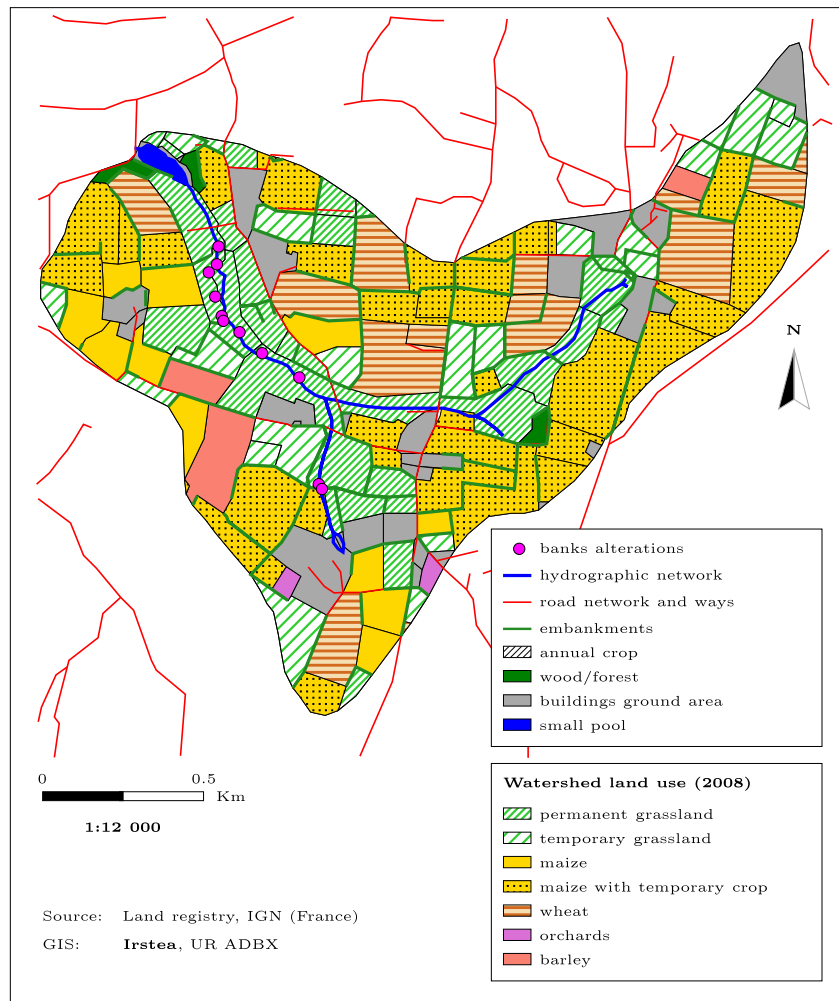 N
banks alterations
hydrographic network
road network and ways
embankments
annual crop
wood/forest
buildings ground area
small pool
0 0.5
Km
1:12 000
Watershed land use (2008)
permanent grassland
temporary grassland
maize
maize with temporary crop
wheat
orchards
barley
Source: Land registry, IGN (France)
GIS: Irstea, UR ADBX